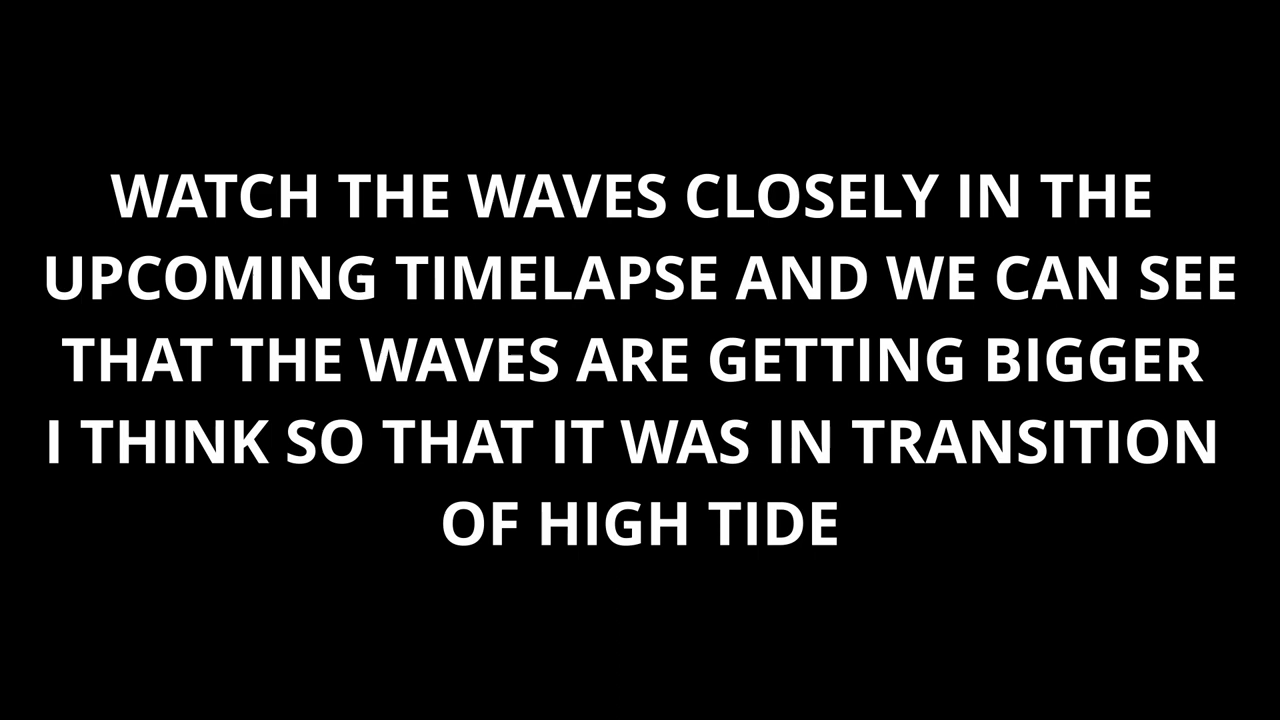 WATCH THE WAVES CLOSELY IN THE
UPCOMING TIMELAPSE AND WE CAN SEE
THAT THE WAVES ARE GETTING BIGGER
I THINK SO THAT IT WAS IN TRANSITION
OF HIGH TIDE